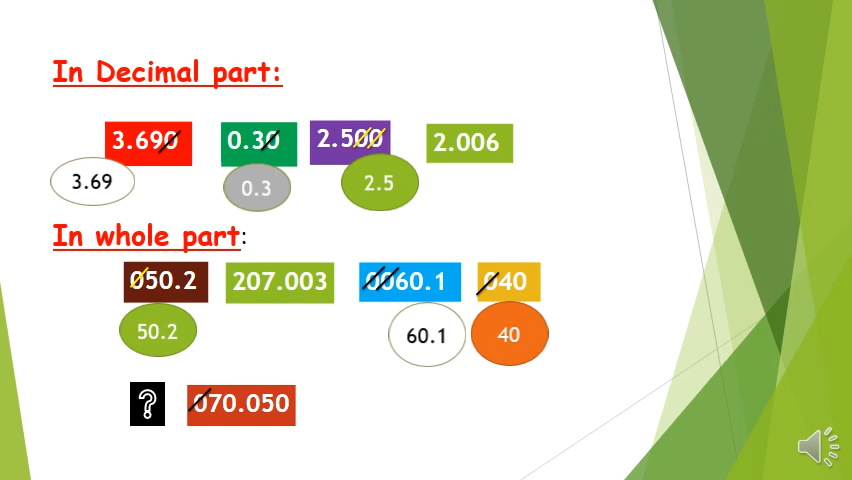 In Decimal part:
3.690 0.30 2.500 2.006
3.69 0.3 2.5
In whole part:
050.2 207.003 0060.1 040
50.2 60.1 40
? 070.050